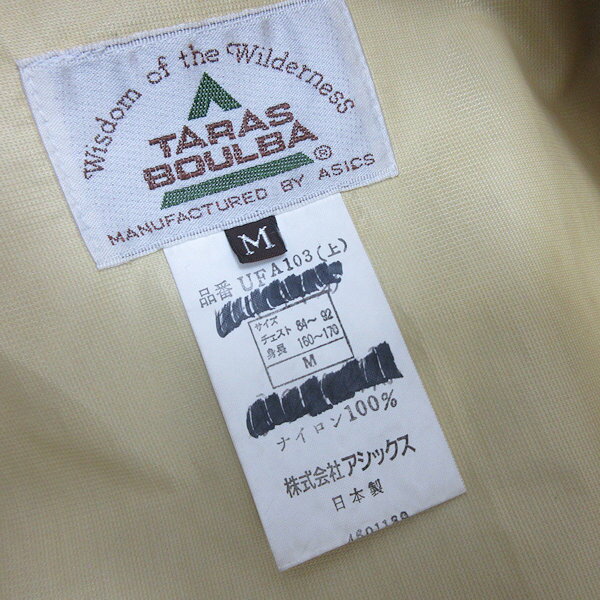 Wisdom of the Wilderness
TARAS
BOULBA®
MANUFACTURED BY ASICS
M
品番 UFA103(上)
サイズ
チェスト 84〜92
身長 160〜170
M
ナイロン100%
株式会社アシックス
日本製